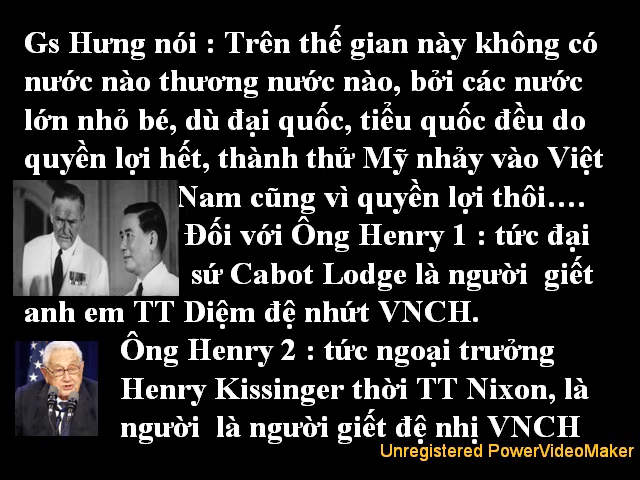 Gs Hưng nói : Trên thế gian này không có
nước nào thương nước nào, bởi các nước
lớn nhỏ bé, dù đại quốc, tiểu quốc đều do
quyền lợi hết, thành thử Mỹ nhảy vào Việt
Nam cũng vì quyền lợi thôi….
Đối với Ông Henry 1 : tức đại
sứ Cabot Lodge là người giết
anh em TT Diệm đệ nhứt VNCH.
Ông Henry 2 : tức ngoại trưởng
Henry Kissinger thời TT Nixon, là
người là người giết đệ nhị VNCH
Unregistered PowerVideoMaker